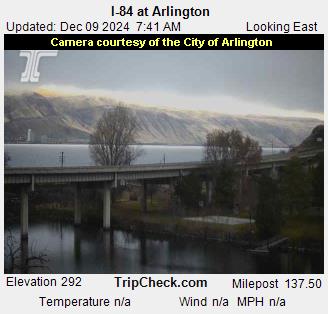 I-84 at Arlington
Updated: Dec 09 2024 7:41 AM Looking East
Camera courtesy of the City of Arlington
Elevation 292 TripCheck.com Milepost 137.50
Temperature n/a Wind n/a MPH n/a